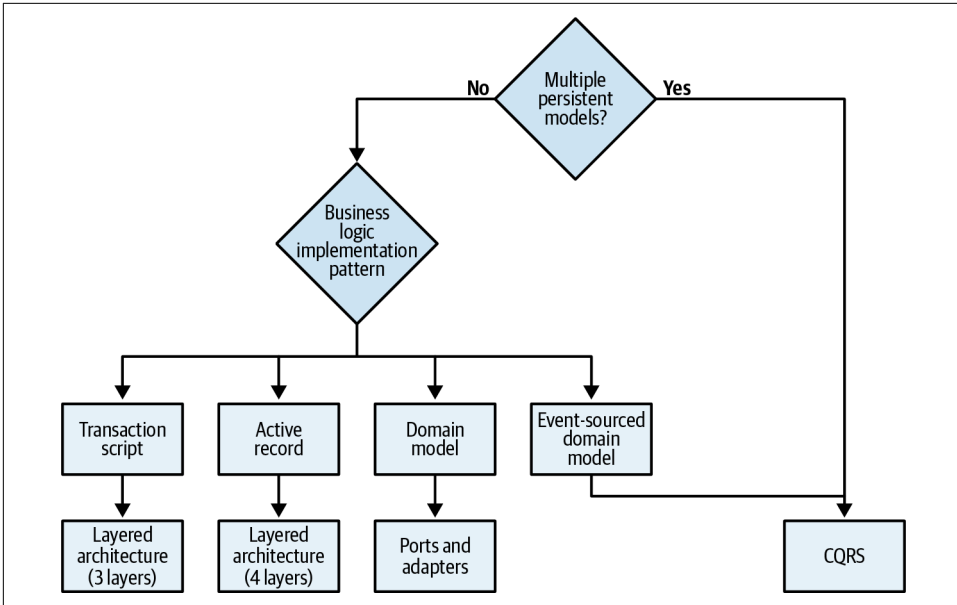 No
Multiple
persistent
models?
Yes
Business
logic
implementation
pattern
Transaction
script
Active
record
Domain
model
Event-sourced
domain
model
Layered
architecture
(3 layers)
Layered
architecture
(4 layers)
Ports and
adapters
CQRS